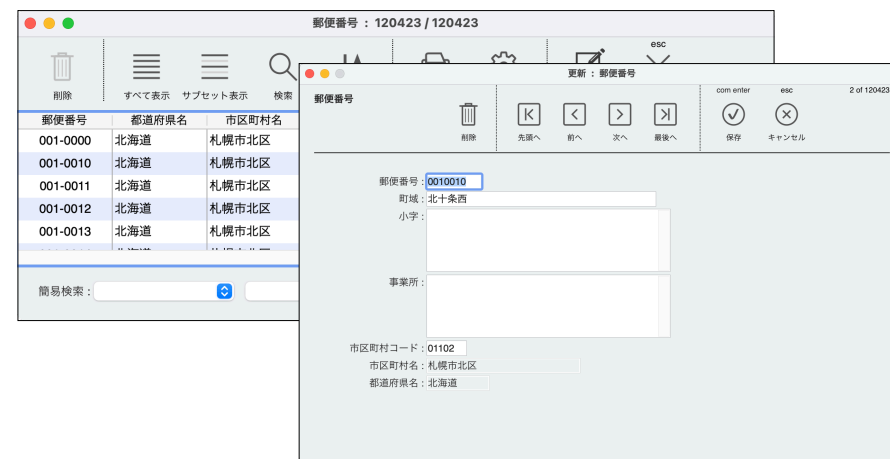 郵便番号 : 120423 / 120423
esc
削除 すべて表示 サブセット表示 検索
郵便番号 都道府県名 市区町村名
001-0000 北海道 札幌市北区
001-0010 北海道 札幌市北区
001-0011 北海道 札幌市北区
001-0012 北海道 札幌市北区
001-0013 北海道 札幌市北区
簡易検索 :
更新 : 郵便番号
郵便番号
com enter esc 2 of 120423
削除 先頭へ 前へ 次へ 最後へ 保存 キャンセル
郵便番号 : 0010010
町域 : 北十条西
小字 :
事業所 :
市区町村コード : 01102
市区町村名 : 札幌市北区
都道府県名 : 北海道